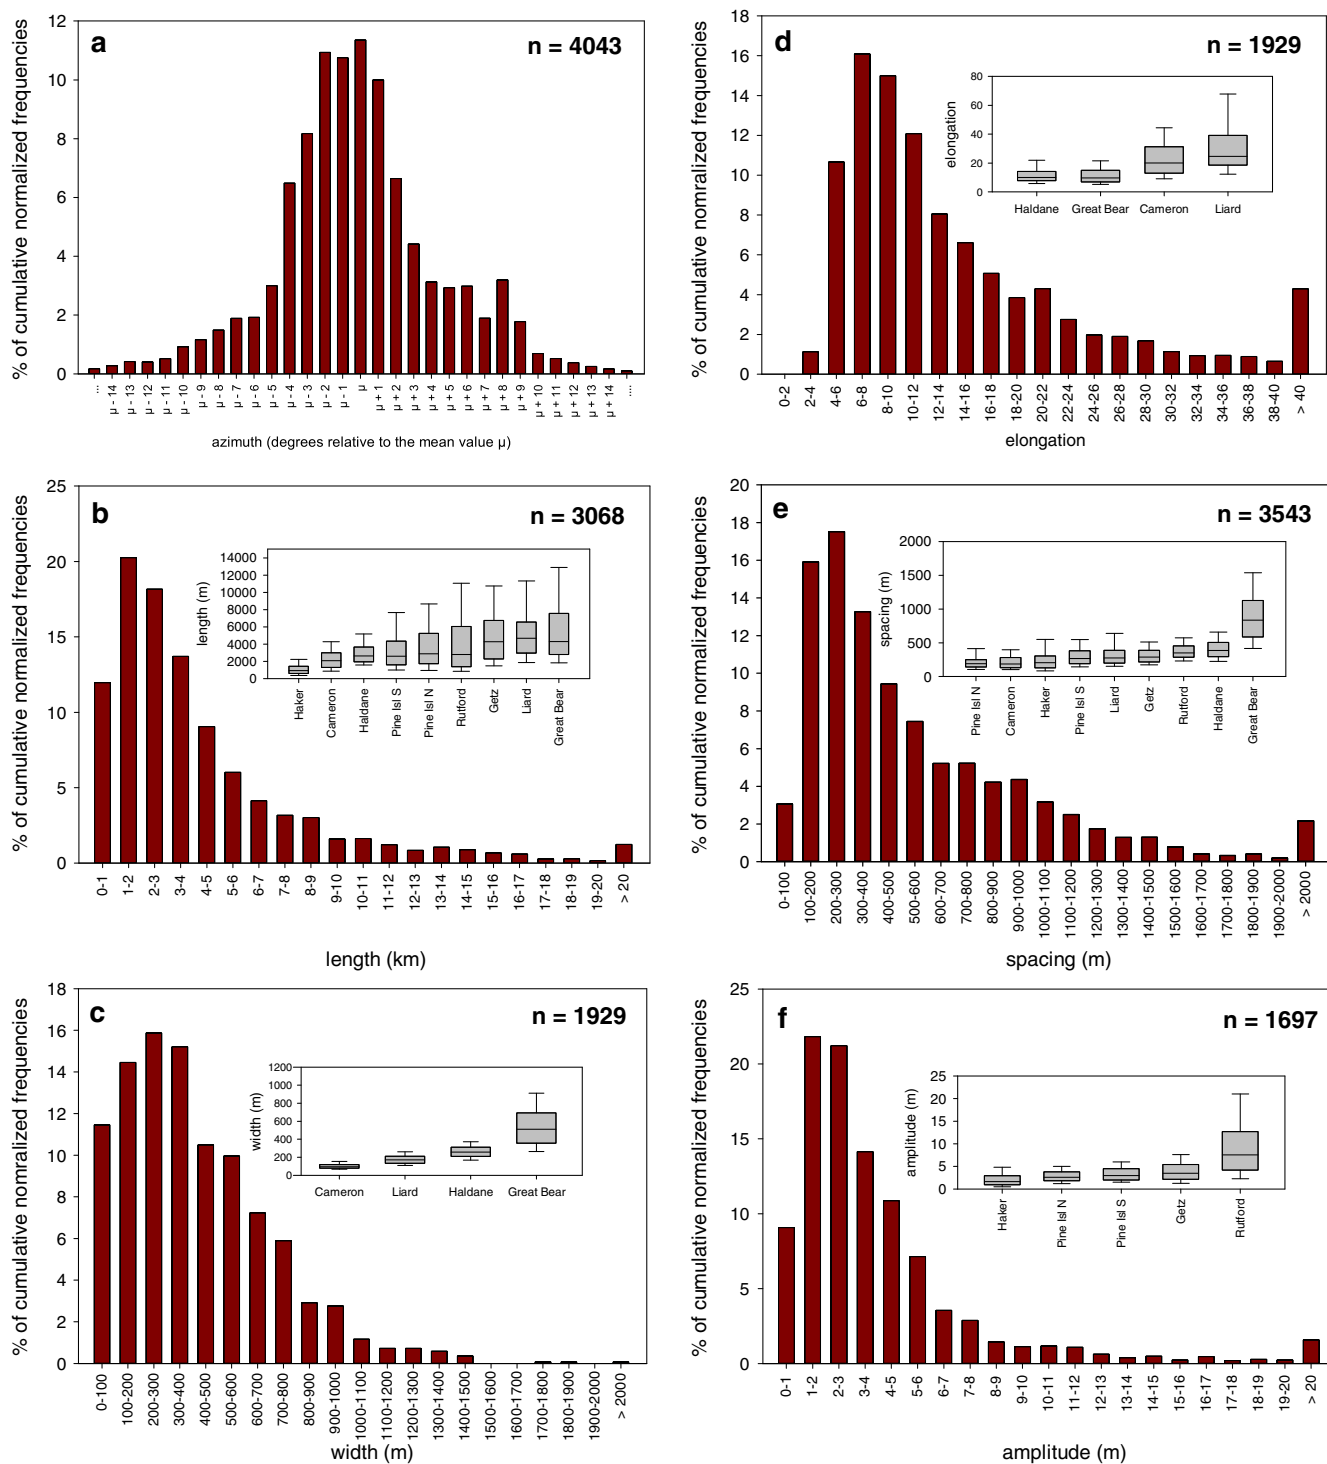 a
n = 4043
% of cumulative normalized frequencies
12
10
8
6
4
2
0
...
µ - 14
µ - 13
µ - 12
µ - 11
µ - 10
µ - 9
µ - 8
µ - 7
µ - 6
µ - 5
µ - 4
µ - 3
µ - 2
µ - 1
µ
µ + 1
µ + 2
µ + 3
µ + 4
µ + 5
µ + 6
µ + 7
µ + 8
µ + 9
µ + 10
µ + 11
µ + 12
µ + 13
µ + 14
....
azimuth (degrees relative to the mean value µ)
d
n = 1929
% of cumulative nomralized frequencies
18
16
14
12
10
8
6
4
2
0
elongation
80
60
40
20
0
Haldane
Great Bear
Cameron
Liard
0-2
2-4
4-6
6-8
8-10
10-12
12-14
14-16
16-18
18-20
20-22
22-24
24-26
26-28
28-30
30-32
32-34
34-36
36-38
38-40
> 40
elongation
b
n = 3068
% of cumulative normalized frequencies
25
20
15
10
5
0
length (m)
14000
12000
10000
8000
6000
4000
2000
0
Haker
Cameron
Haldane
Pine Isl S
Pine Isl N
Rutford
Getz
Liard
Great Bear
0-1
1-2
2-3
3-4
4-5
5-6
6-7
7-8
8-9
9-10
10-11
11-12
12-13
13-14
14-15
15-16
16-17
17-18
18-19
19-20
> 20
length (km)
e
n = 3543
% of cumulative normalized frequencies
20
18
16
14
12
10
8
6
4
2
0
spacing (m)
2000
1500
1000
500
0
Pine Isl N
Cameron
Haker
Pine Isl S
Liard
Getz
Rutford
Haldane
Great Bear
0-100
100-200
200-300
300-400
400-500
500-600
600-700
700-800
800-900
900-1000
1000-1100
1100-1200
1200-1300
1300-1400
1400-1500
1500-1600
1600-1700
1700-1800
1800-1900
1900-2000
> 2000
spacing (m)
c
n = 1929
% of cumulative nomralized frequencies
18
16
14
12
10
8
6
4
2
0
width (m)
1200
1000
800
600
400
200
0
Cameron
Liard
Haldane
Great Bear
0-100
100-200
200-300
300-400
400-500
500-600
600-700
700-800
800-900
900-1000
1000-1100
1100-1200
1200-1300
1300-1400
1400-1500
1500-1600
1600-1700
1700-1800
1800-1900
1900-2000
> 2000
width (m)
f
n = 1697
% of cumulative nomralized frequencies
25
20
15
10
5
0
amplitude (m)
25
20
15
10
5
0
Haker
Pine Isl N
Pine Isl S
Getz
Rutford
0-1
1-2
2-3
3-4
4-5
5-6
6-7
7-8
8-9
9-10
10-11
11-12
12-13
13-14
14-15
15-16
16-17
17-18
18-19
19-20
> 20
amplitude (m)